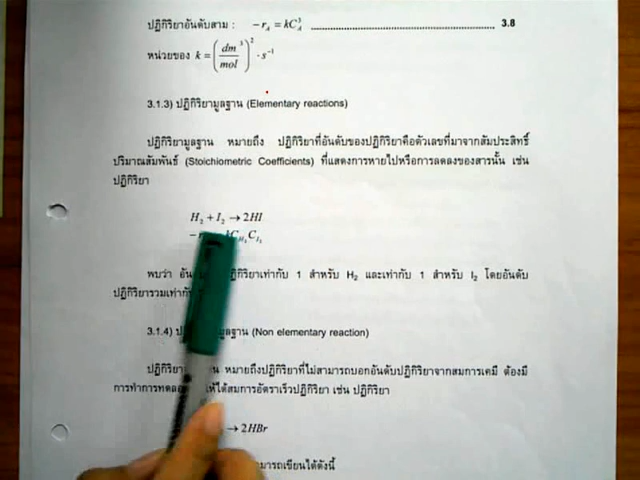 ปฏิกิริยาอันดับสาม : −r_A = kC_A^3 ........................................ 3.8
หน่วยของ k = (dm^3/mol)^2 · s^-1
3.1.3) ปฏิกิริยามูลฐาน (Elementary reactions)
ปฏิกิริยามูลฐาน หมายถึง ปฏิกิริยาที่อันดับของปฏิกิริยาคือตัวเลขที่มาจากสัมประสิทธิ์
ปริมาณสัมพันธ์ (Stoichiometric Coefficients) ที่แสดงการหายไปหรือการลดลงของสารนั้น เช่น
ปฏิกิริยา
H₂ + I₂ → 2HI
− C_H₂ C_I₂
พบว่า ปฏิกิริยาเท่ากับ 1 สำหรับ H₂ และเท่ากับ 1 สำหรับ I₂ โดยอันดับ
ปฏิกิริยารวมเท่ากับ
3.1.4) มูลฐาน (Non elementary reaction)
หมายถึงปฏิกิริยาที่ไม่สามารถบอกอันดับปฏิกิริยาจากสมการเคมี ต้องมี
การทำการทดลอง ให้ได้สมการอัตราเร็วปฏิกิริยา เช่น ปฏิกิริยา
→ 2HBr
สามารถเขียนได้ดังนี้